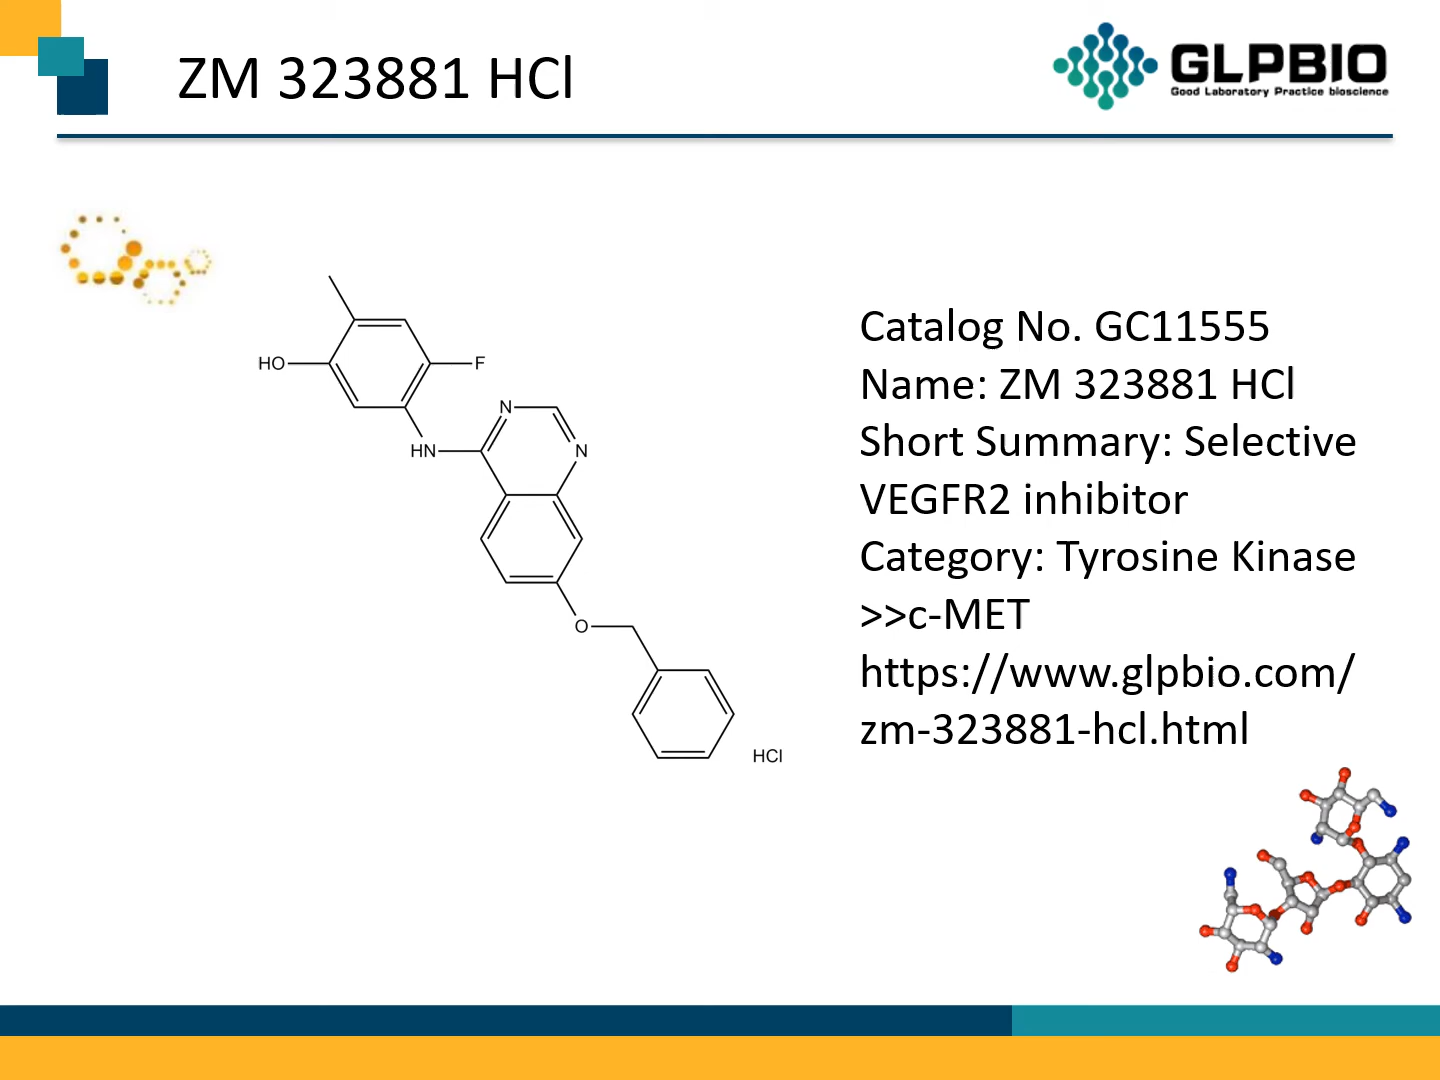 ZM 323881 HCl
GLPBIO
Good Laboratory Practice bioscience
HO
F
N
HN
N
O
HCl
Catalog No. GC11555
Name: ZM 323881 HCl
Short Summary: Selective
VEGFR2 inhibitor
Category: Tyrosine Kinase
>>c-MET
https://www.glpbio.com/
zm-323881-hcl.html